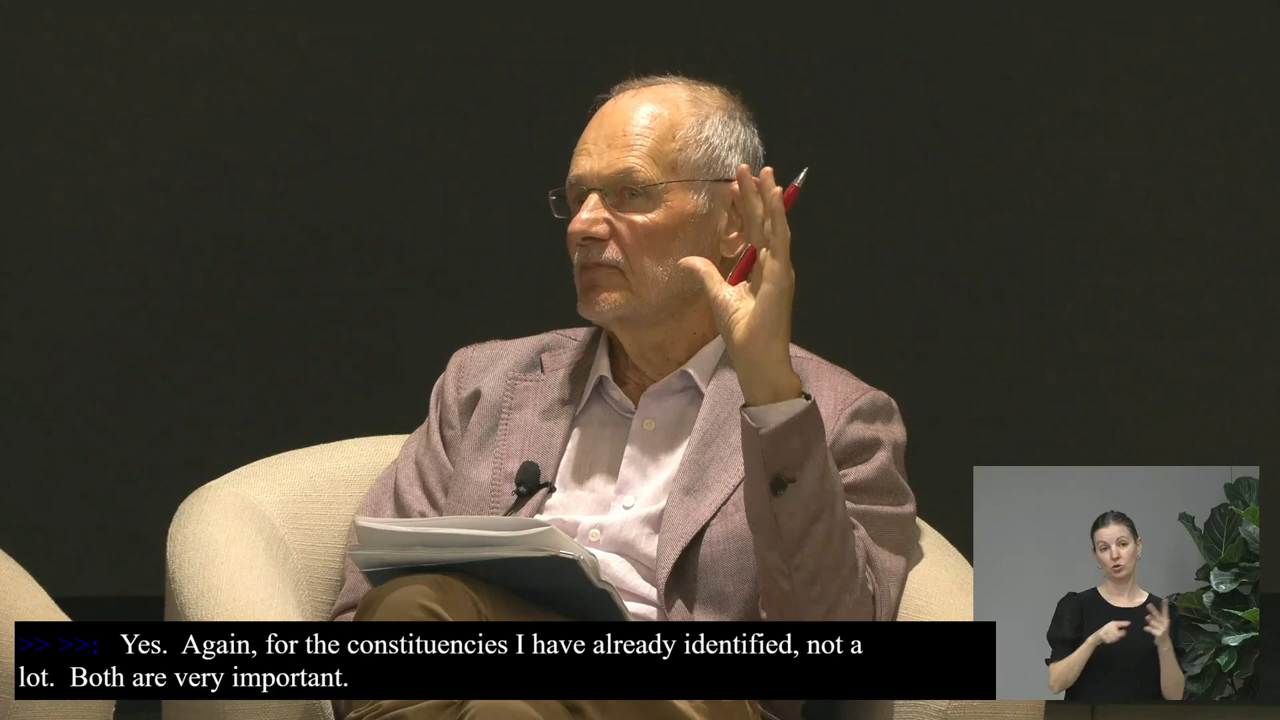 >> >>: Yes. Again, for the constituencies I have already identified, not a
lot. Both are very important.